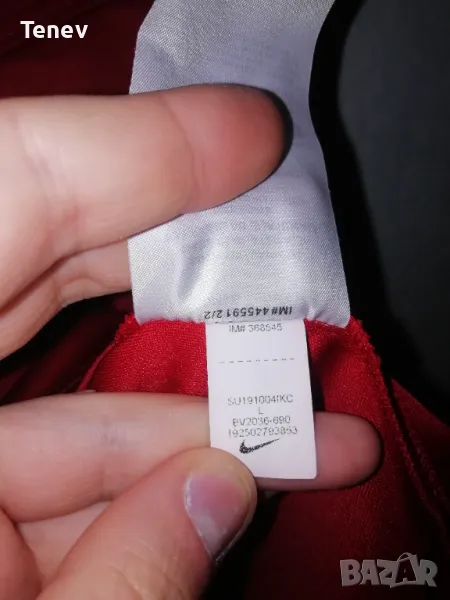 Tenev
IM#445591 2/2
IM# 368545
SU191004IKC
L
BV2036-690
192502793853
BAZAR